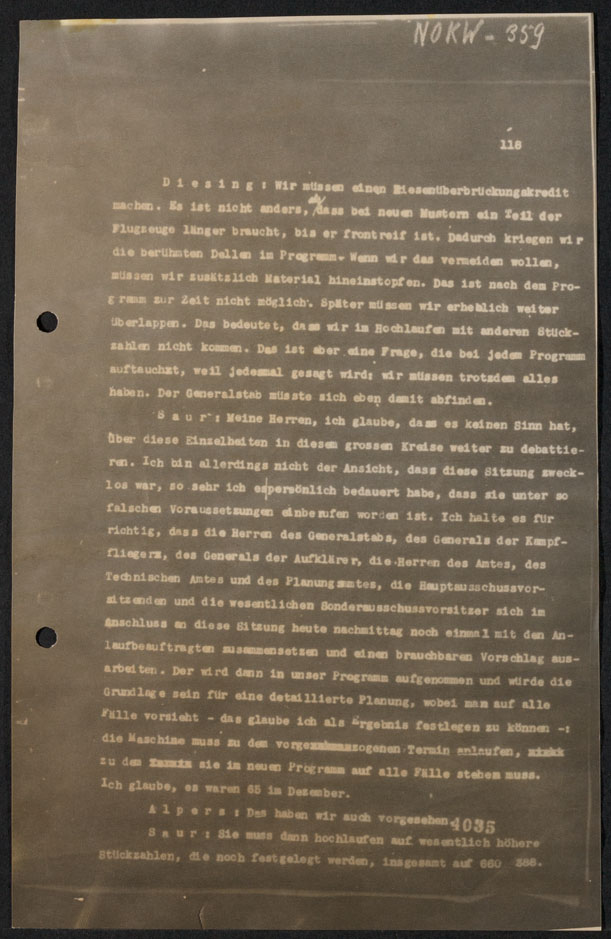 NOKW - 359
118
D i e s i n g : Wir müssen einen Riesenüberbrückungskredit
machen. Es ist nicht anders, dass bei neuen Mustern ein Teil der
Flugzeuge länger braucht, bis er frontreif ist. Dadurch kriegen wir
die berühmten Dellen im Programm. Wenn wir das vermeiden wollen,
müssen wir zusätzlich Material hineinstopfen. Das ist nach dem Pro-
gramm zur Zeit nicht möglich. Später müssen wir erheblich weiter
überlappen. Das bedeutet, dass wir im Hochlaufen mit anderen Stück-
zahlen nicht kommen. Das ist aber eine Frage, die bei jedem Programm
auftaucht, weil jedesmal gesagt wird: wir müssen trotzdem alles
haben. Der Generalstab müsste sich eben damit abfinden.
S a u r : Meine Herren, ich glaube, dass es keinen Sinn hat,
über diese Einzelheiten in diesem grossen Kreise weiter zu debattie-
ren. Ich bin allerdings nicht der Ansicht, dass diese Sitzung zweck-
los war, so sehr ich es persönlich bedauert habe, dass sie unter so
falschen Voraussetzungen einberufen worden ist. Ich halte es für
richtig, dass die Herren des Generalstabs, des Generals der Kampf-
fliegerx, des Generals der Aufklärer, die Herren des Amtes, des
Technischen Amtes und des Planungsamtes, die Hauptausschussvor-
sitzenden und die wesentlichen Sonderausschussvorsitzer sich im
Anschluss an diese Sitzung heute nachmittag noch einmal mit den An-
laufbeauftragten zusammensetzen und einen brauchbaren Vorschlag aus-
arbeiten. Der wird dann in unser Programm aufgenommen und würde die
Grundlage sein für eine detaillierte Planung, wobei man auf alle
Fälle vorsieht - das glaube ich als Ergebnis festlegen zu können -:
die Maschine muss zu dem vorgezogenen Termin anlaufen,
zu dem sie im neuen Programm auf alle Fälle stehen muss.
Ich glaube, es waren 65 im Dezember.
A l p e r s : Das haben wir auch vorgesehen.
4035
S a u r : Sie muss dann hochlaufen auf wesentlich höhere
Stückzahlen, die noch festgelegt werden, insgesamt auf 660 386.